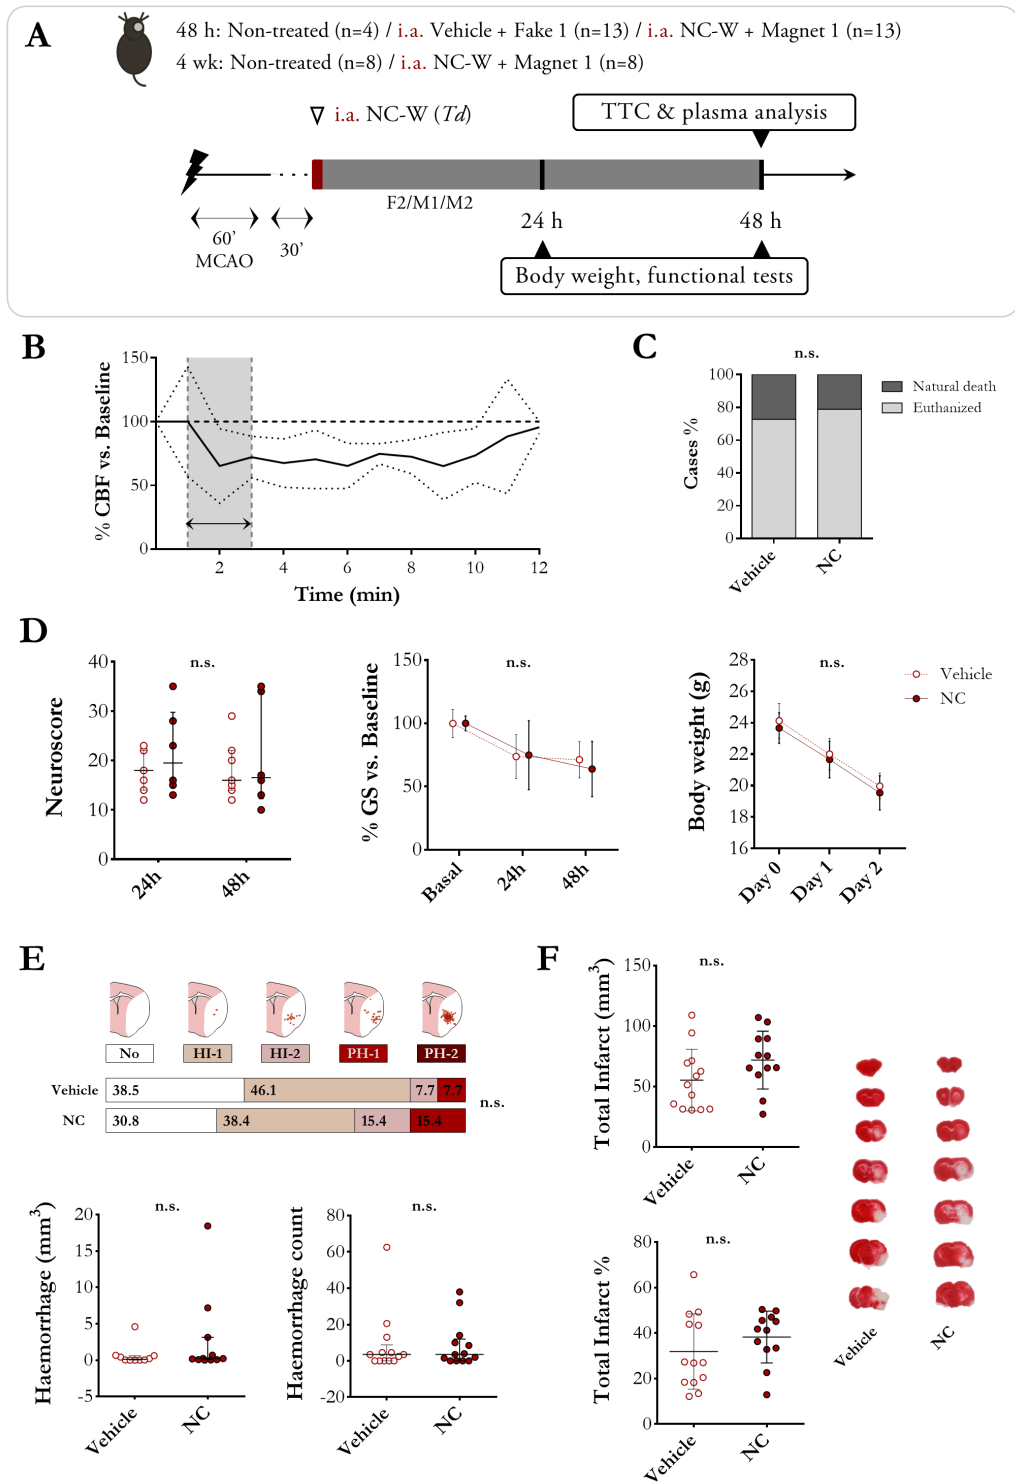 A
48 h: Non-treated (n=4) / i.a. Vehicle + Fake 1 (n=13) / i.a. NC-W + Magnet 1 (n=13)
4 wk: Non-treated (n=8) / i.a. NC-W + Magnet 1 (n=8)
i.a. NC-W (Td)
TTC & plasma analysis
F2/M1/M2
60’
MCAO
30’
24 h
48 h
Body weight, functional tests
B
% CBF vs. Baseline
150
100
50
0
2
4
6
8
10
12
Time (min)
C
n.s.
Cases %
100
80
60
40
20
0
Vehicle
NC
Natural death
Euthanized
D
Neuroscore
n.s.
40
30
20
10
0
24h
48h
% GS vs. Baseline
n.s.
150
100
50
0
Basal
24h
48h
Body weight (g)
n.s.
28
26
24
22
20
18
16
Day 0
Day 1
Day 2
Vehicle
NC
E
No
HI-1
HI-2
PH-1
PH-2
Vehicle
38.5
46.1
7.7
7.7
NC
30.8
38.4
15.4
15.4
n.s.
Haemorrhage (mm³)
n.s.
20
15
10
5
0
-5
Vehicle
NC
Haemorrhage count
n.s.
80
60
40
20
0
-20
Vehicle
NC
F
Total Infarct (mm³)
n.s.
150
100
50
0
Vehicle
NC
Total Infarct %
n.s.
80
60
40
20
0
Vehicle
NC
Vehicle
NC